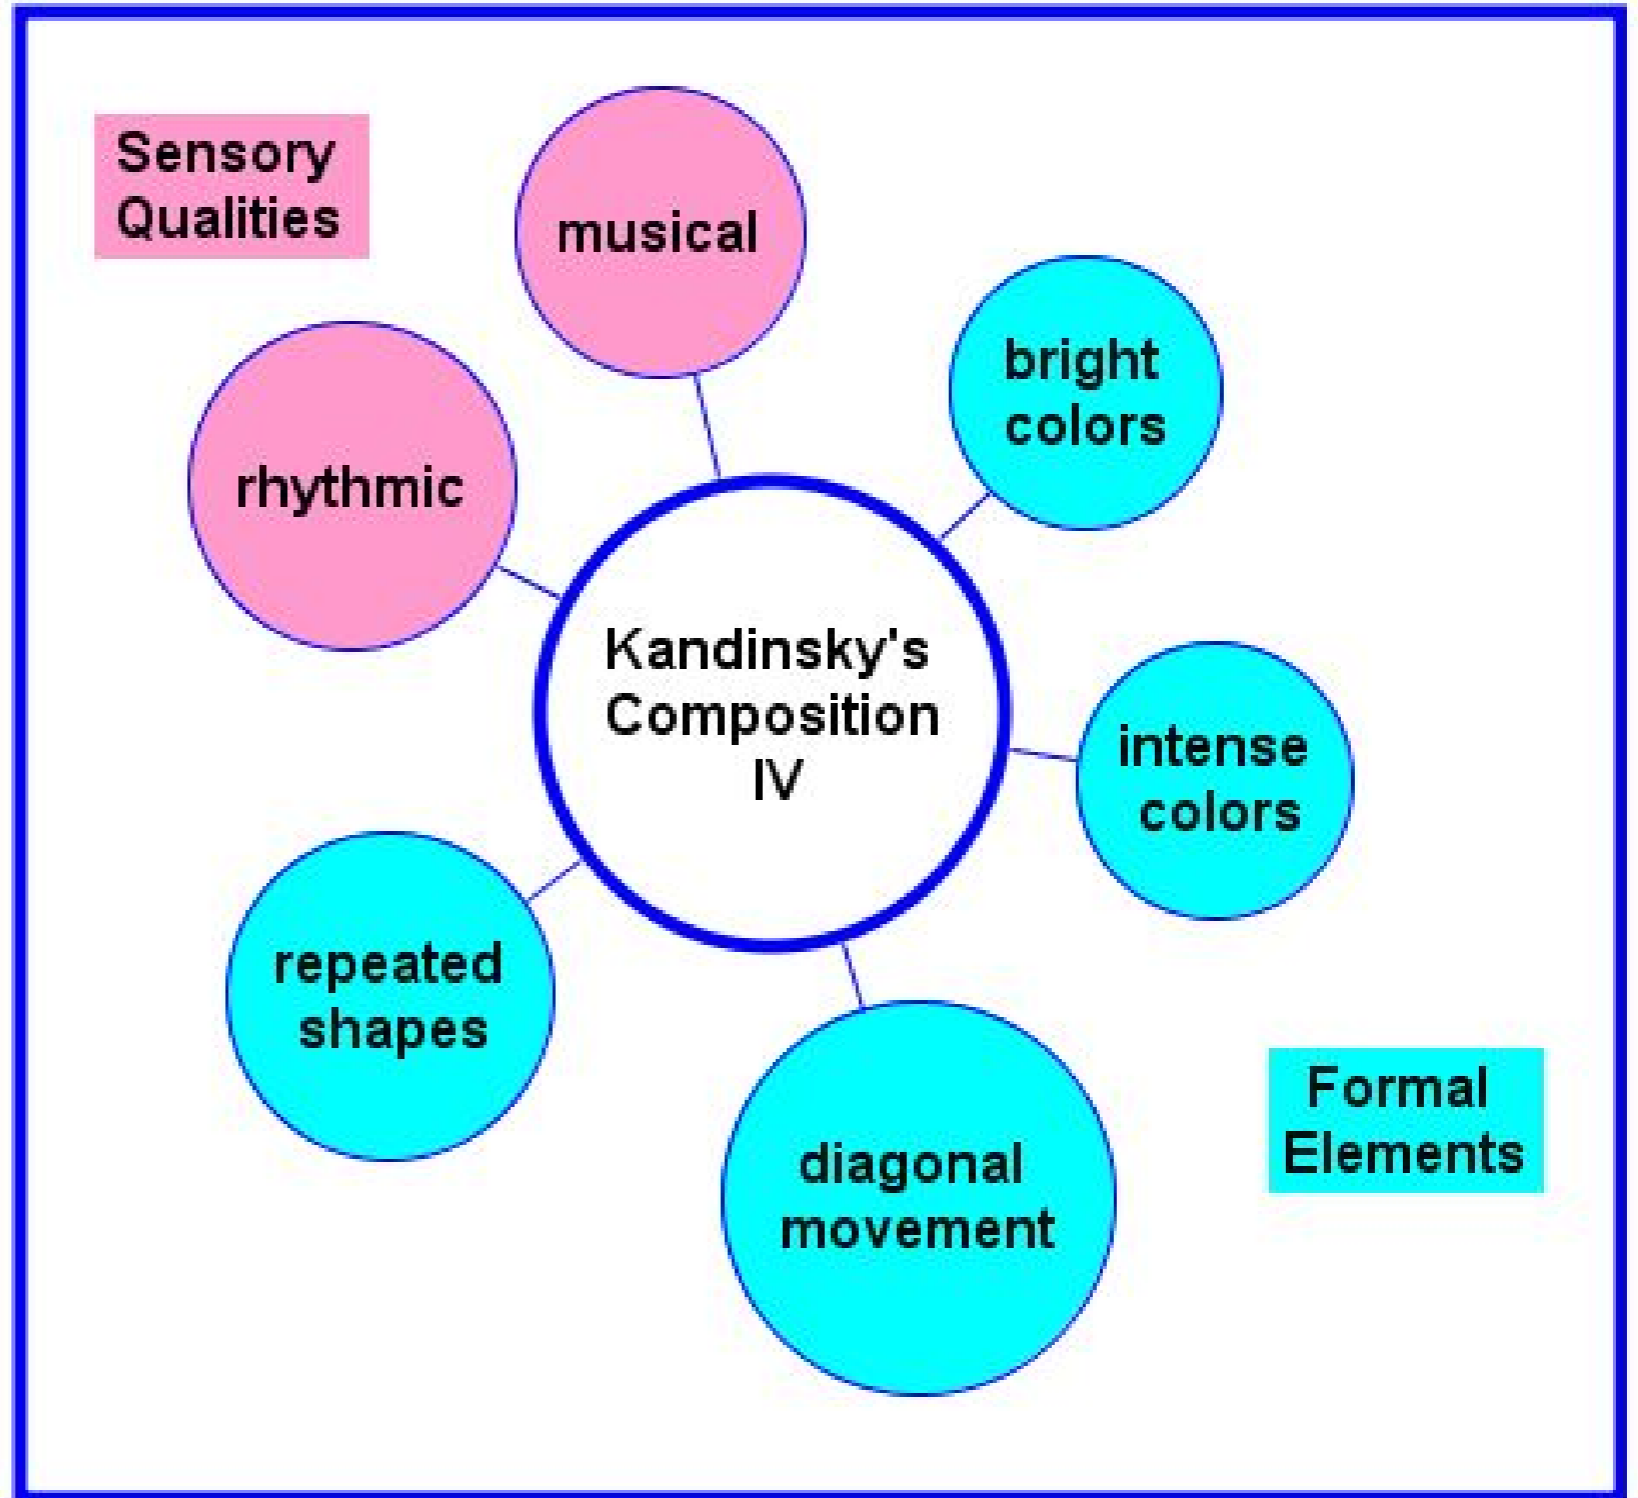 Sensory
Qualities
musical
bright
colors
rhythmic
Kandinsky's
Composition
IV
intense
colors
repeated
shapes
diagonal
movement
Formal
Elements